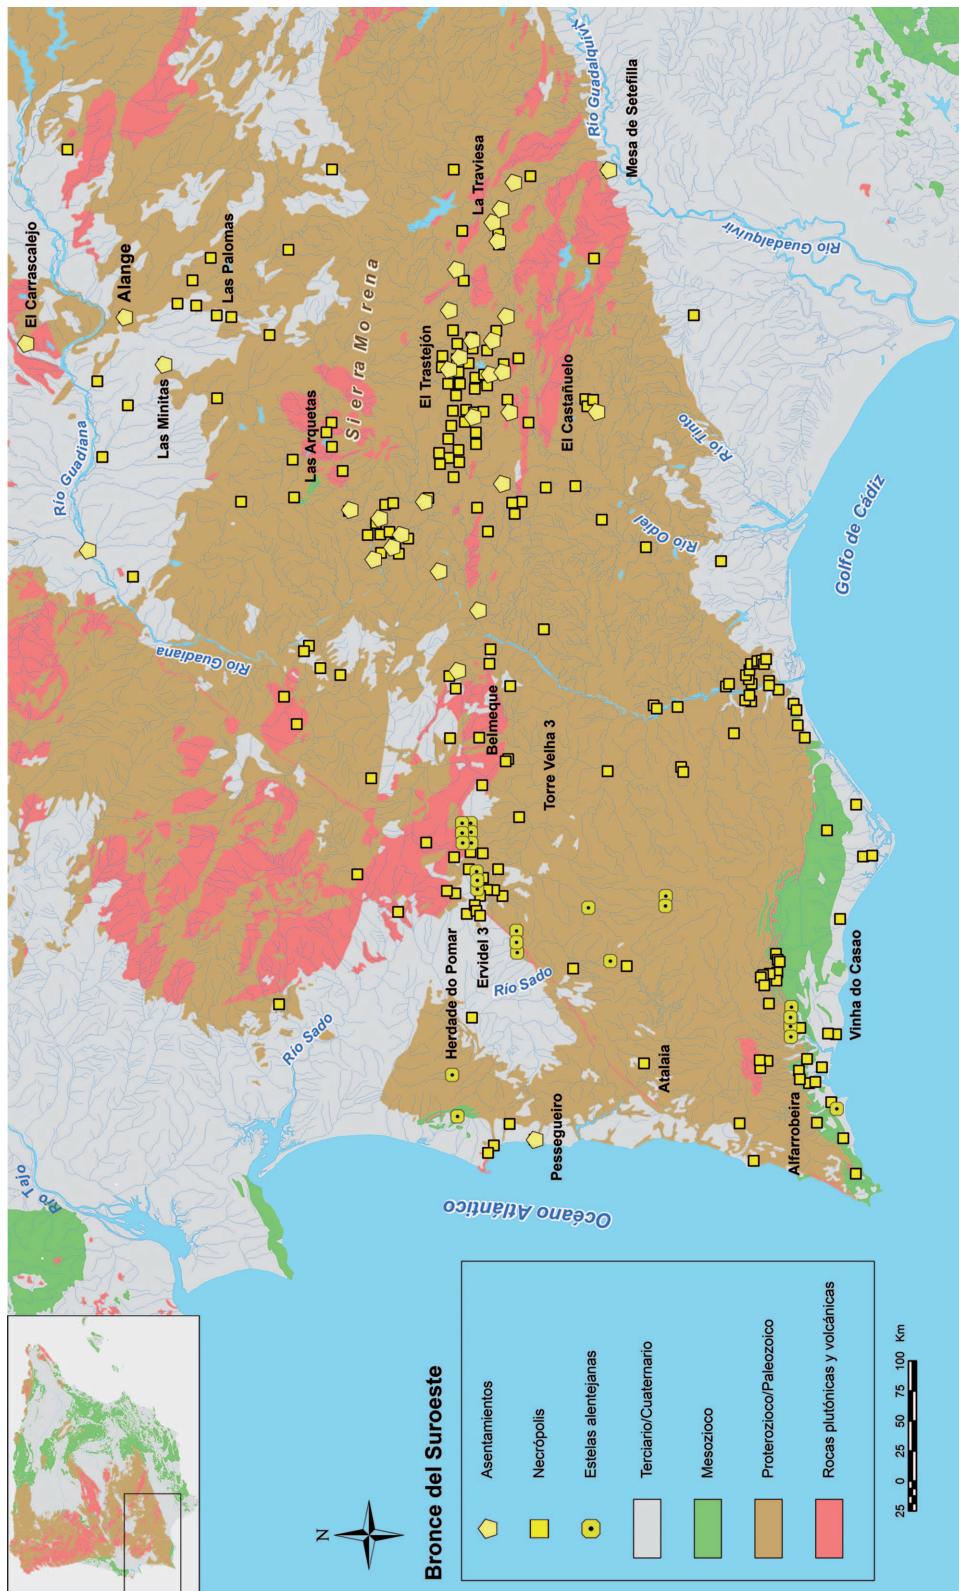 El Carrascalejo
Alange
Río Guadiana
Las Minitas
Las Palomas
Las Arquetas
Sierra Morena
El Trastejón
La Traviesa
El Castañuelo
Mesa de Setefilla
Río Guadalquivir
Río Guadalquivir
Río Tinto
Río Odiel
Golfo de Cádiz
Río Guadiana
Belmeque
Torre Velha 3
Herdade do Pomar
Ervidel 3
Río Sado
Río Sado
Río Tajo
Atalaia
Pessegueiro
Alfarrobeira
Vinha do Casao
Océano Atlántico
N
Bronce del Suroeste
Asentamientos
Necrópolis
Estelas alentejanas
Terciario/Cuaternario
Mesozioco
Proterozioco/Paleozoico
Rocas plutónicas y volcánicas
25 0 25 50 75 100 Km